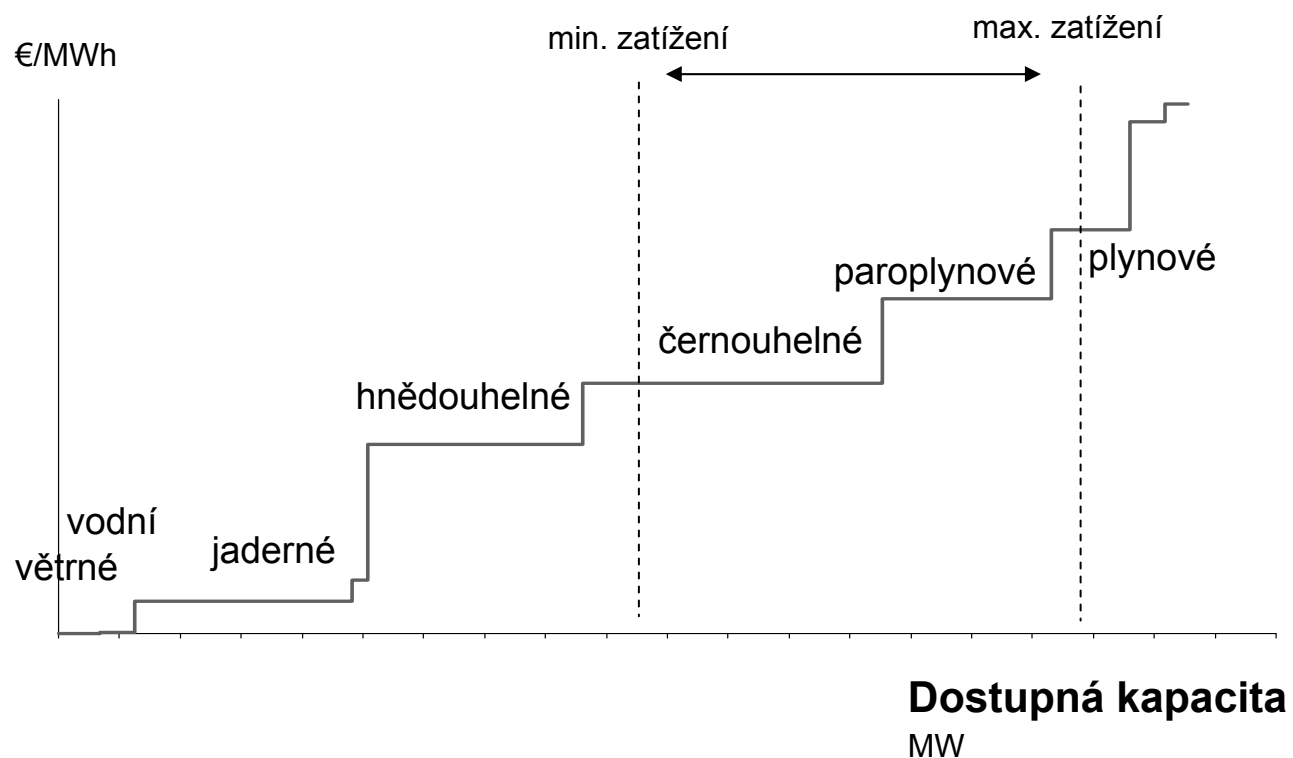 €/MWh
min. zatížení
max. zatížení
plynové
paroplynové
černouhelné
hnědouhelné
vodní
větrné
jaderné
Dostupná kapacita
MW